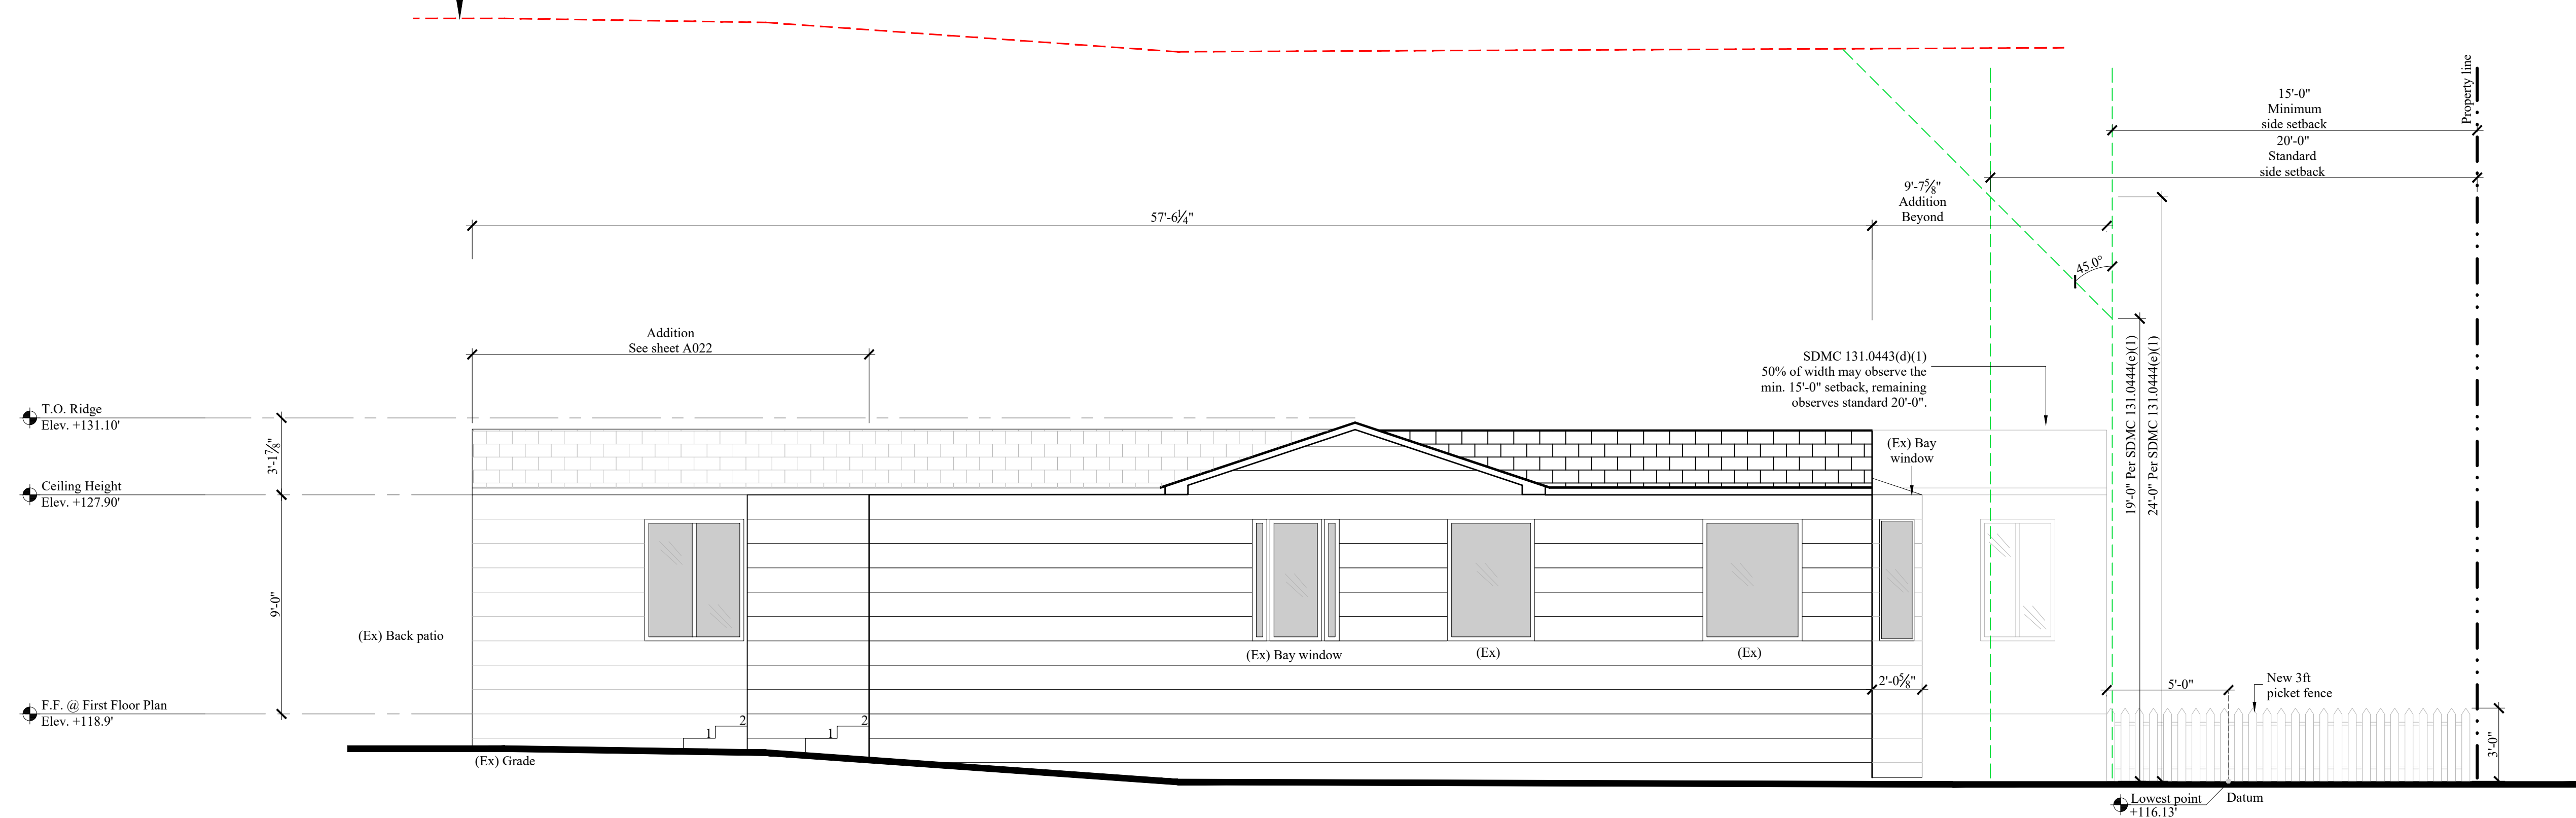 Property line
15'-0"
Minimum
side setback
20'-0"
Standard
side setback
9'-7⅝"
Addition
Beyond
57'-6¼"
45.0°
Addition
See sheet A022
SDMC 131.0443(d)(1)
50% of width may observe the
min. 15'-0" setback, remaining
observes standard 20'-0".
19'-0" Per SDMC 131.0444(e)(1)
24'-0" Per SDMC 131.0444(e)(1)
T.O. Ridge
Elev. +131.10'
3'-1⅞"
(Ex) Bay
window
Ceiling Height
Elev. +127.90'
9'-0"
(Ex) Back patio
(Ex) Bay window
(Ex)
(Ex)
2'-0⅝"
5'-0"
New 3ft
picket fence
F.F. @ First Floor Plan
Elev. +118.9'
2
1
2
1
3'-0"
(Ex) Grade
Lowest point
+116.13'
Datum